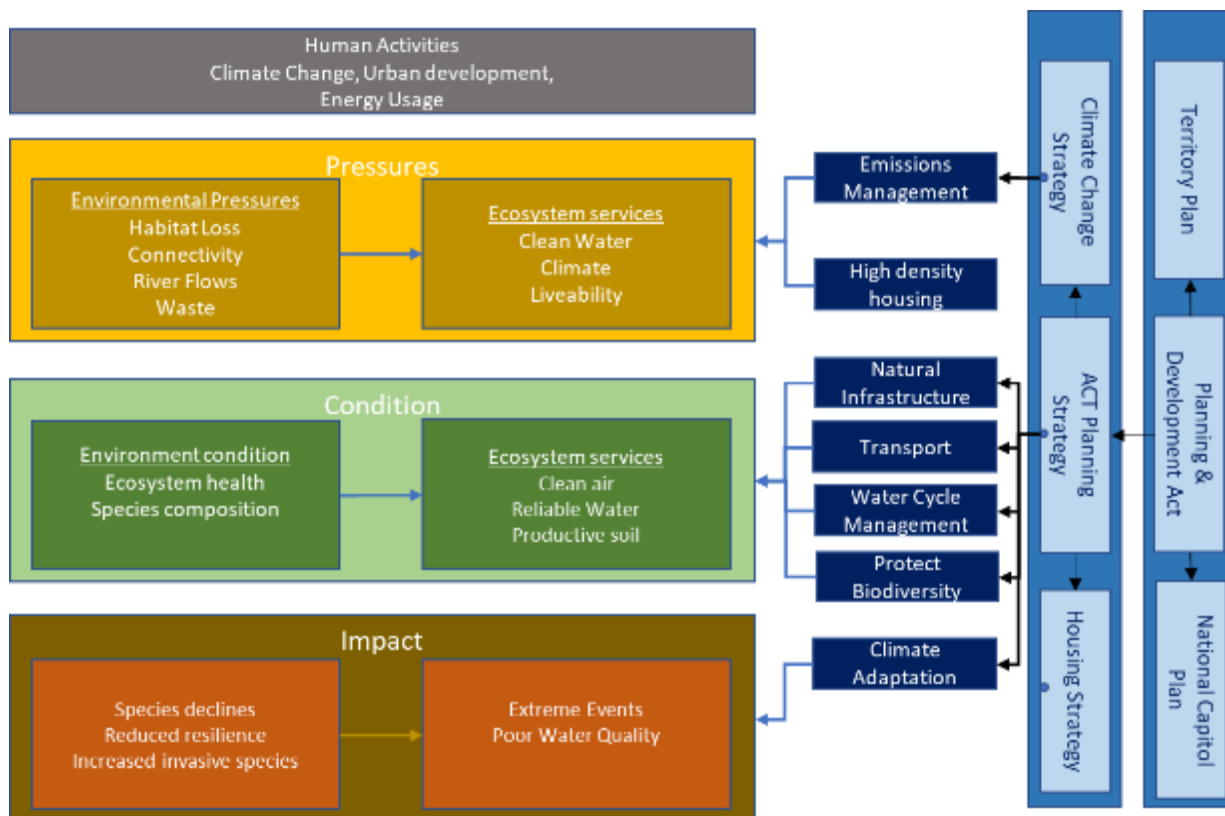 Human Activities
Climate Change, Urban development,
Energy Usage
Pressures
Environmental Pressures
Habitat Loss
Connectivity
River Flows
Waste
Ecosystem services
Clean Water
Climate
Liveability
Condition
Environment condition
Ecosystem health
Species composition
Ecosystem services
Clean air
Reliable Water
Productive soil
Impact
Species declines
Reduced resilience
Increased invasive species
Extreme Events
Poor Water Quality
Emissions
Management
High density
housing
Natural
Infrastructure
Transport
Water Cycle
Management
Protect
Biodiversity
Climate
Adaptation
Climate Change
Strategy
ACT Planning
Strategy
Housing Strategy
Territory Plan
Planning &
Development Act
National Capitol
Plan